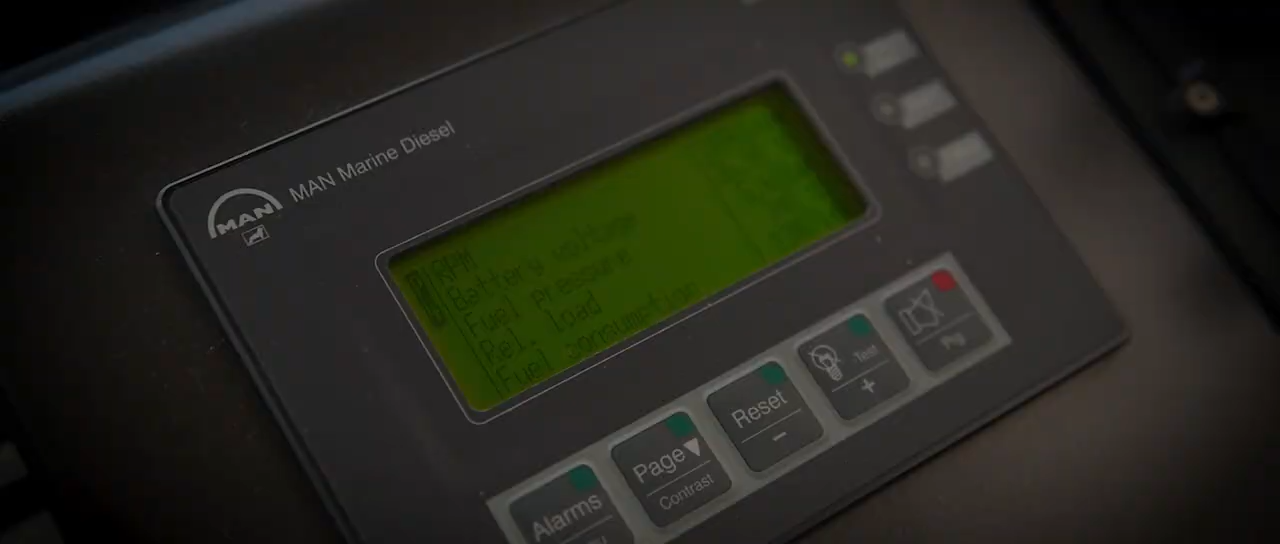 MAN
MAN Marine Diesel
RPM
Battery voltage
Fuel Pressure
Rel. load
Fuel consumption
Alarms
Page▼
Contrast
Reset
−
Test
+